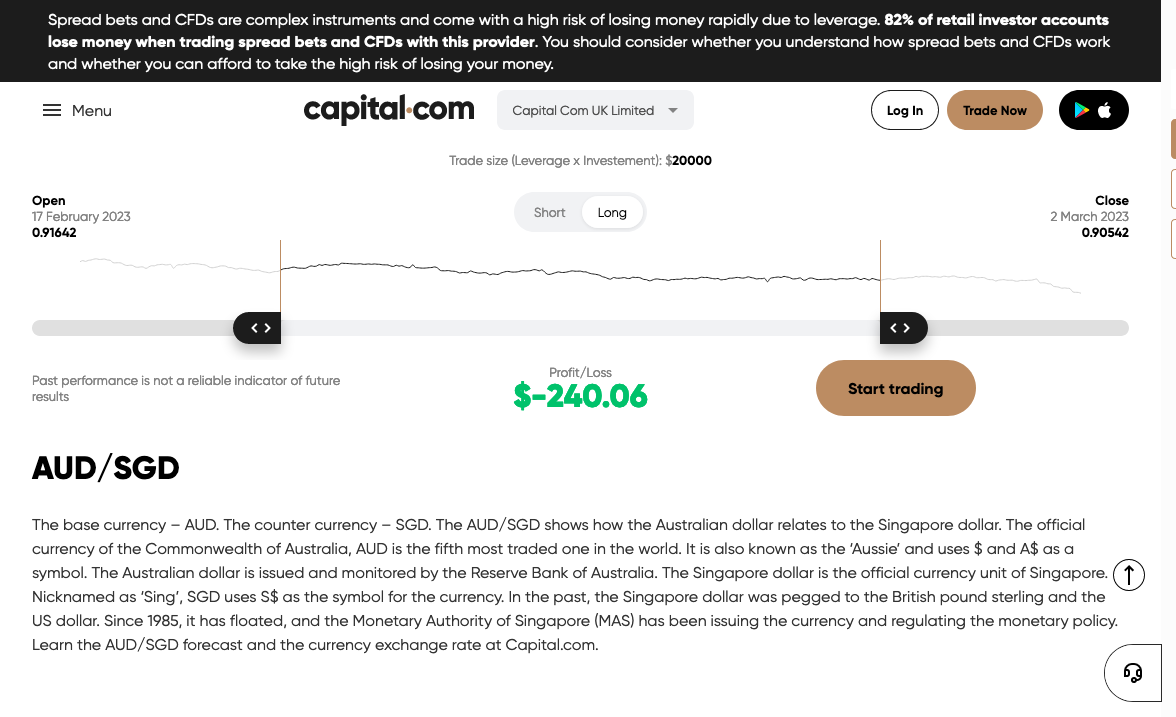 Spread bets and CFDs are complex instruments and come with a high risk of losing money rapidly due to leverage. 82% of retail investor accounts
lose money when trading spread bets and CFDs with this provider. You should consider whether you understand how spread bets and CFDs work
and whether you can afford to take the high risk of losing your money.
Menu
capital.com
Capital Com UK Limited
Log In
Trade Now
Trade size (Leverage x Investement): $20000
Open
17 February 2023
0.91642
Short
Long
Close
2 March 2023
0.90542
Past performance is not a reliable indicator of future
results
Profit/Loss
$-240.06
Start trading
AUD/SGD
The base currency – AUD. The counter currency – SGD. The AUD/SGD shows how the Australian dollar relates to the Singapore dollar. The official
currency of the Commonwealth of Australia, AUD is the fifth most traded one in the world. It is also known as the ‘Aussie’ and uses $ and A$ as a
symbol. The Australian dollar is issued and monitored by the Reserve Bank of Australia. The Singapore dollar is the official currency unit of Singapore.
Nicknamed as ‘Sing’, SGD uses S$ as the symbol for the currency. In the past, the Singapore dollar was pegged to the British pound sterling and the
US dollar. Since 1985, it has floated, and the Monetary Authority of Singapore (MAS) has been issuing the currency and regulating the monetary policy.
Learn the AUD/SGD forecast and the currency exchange rate at Capital.com.